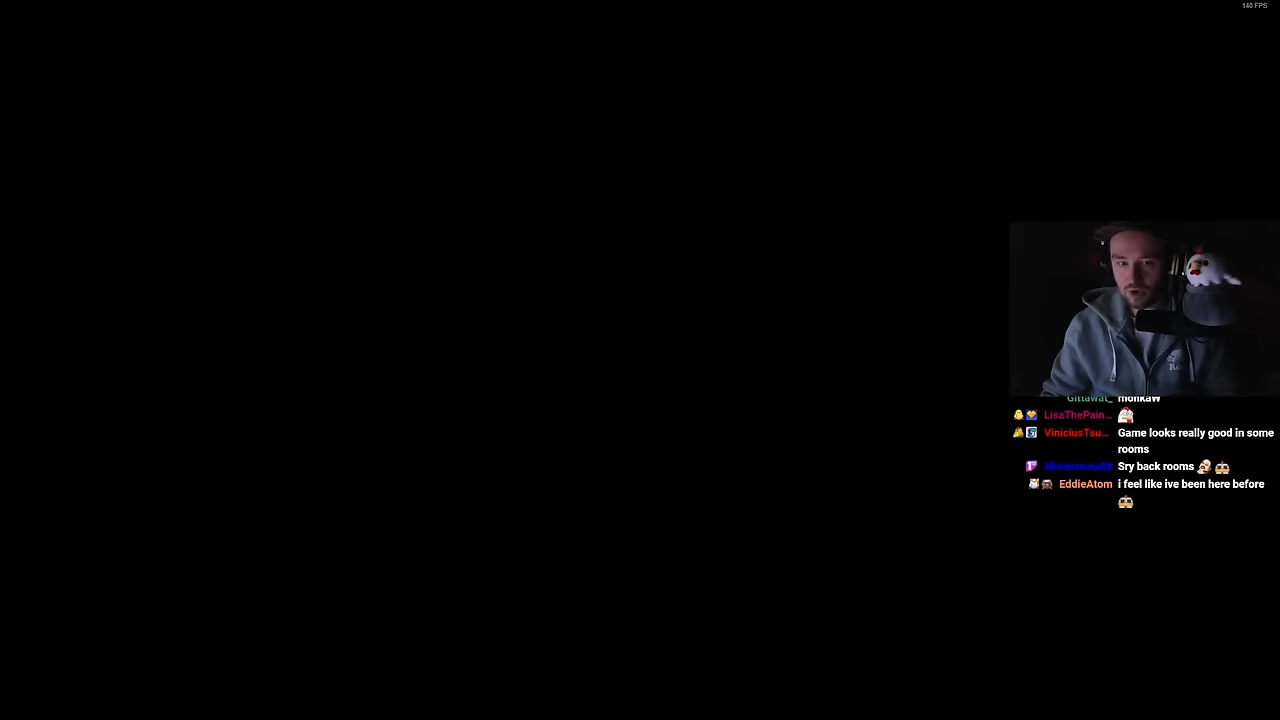 140 FPS
Gittawat_ monkaW
LisaThePain...
ViniciusTsu... Game looks really good in some
rooms
Sry back rooms
EddieAtom i feel like ive been here before